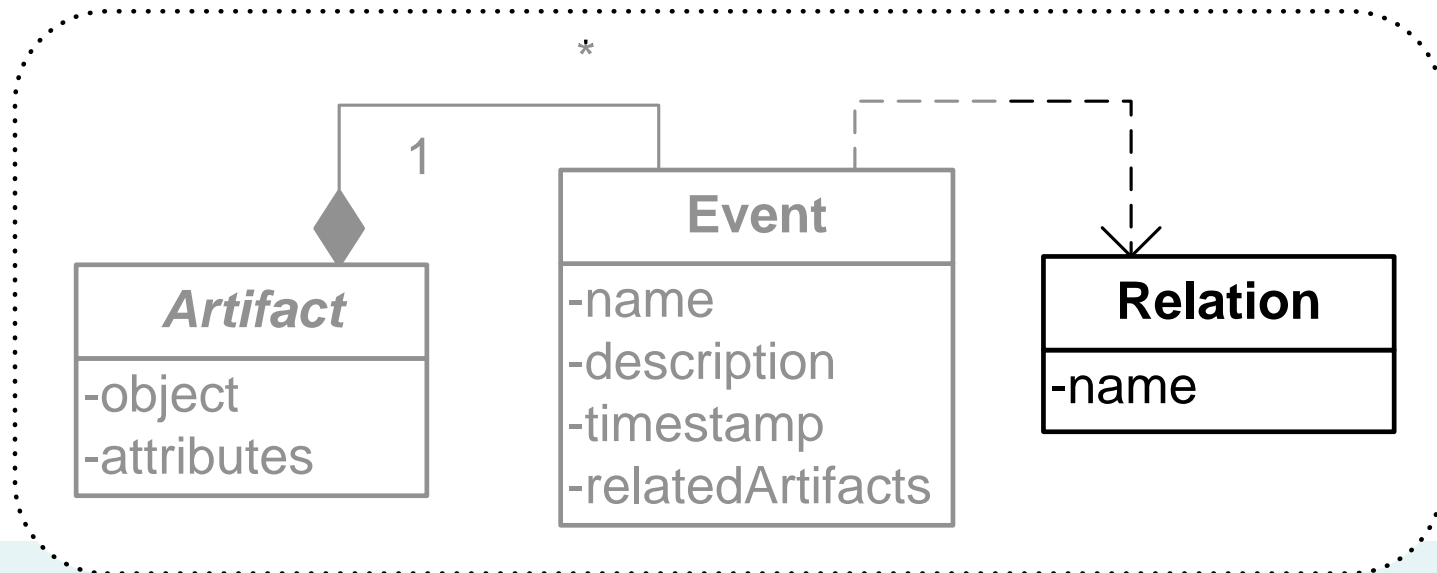 *
1
Event
-name
-description
-timestamp
-relatedArtifacts
Artifact
-object
-attributes
Relation
-name